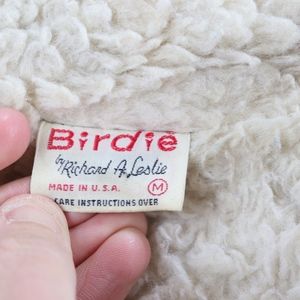 Birdie
by Richard A. Leslie
MADE IN U.S.A. M
CARE INSTRUCTIONS OVER